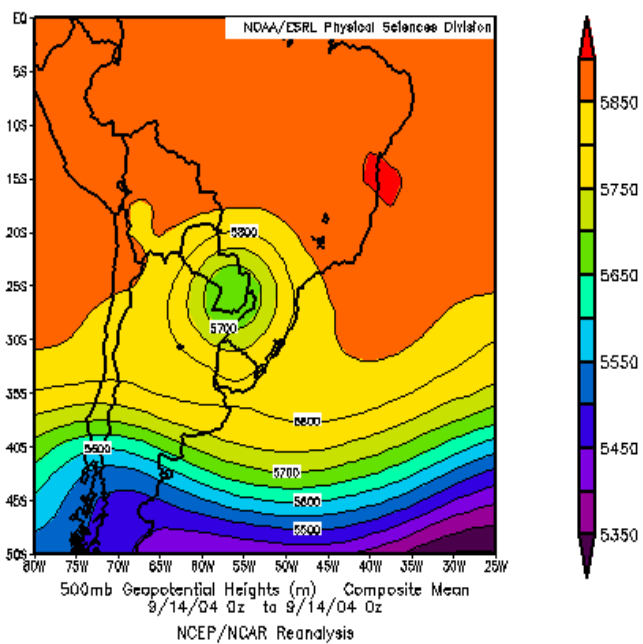 NOAA/ESRL Physical Sciences Division
EQ
5S
10S
15S
20S
25S
30S
35S
40S
45S
50S
5800
5700
5600
5600
5700
5600
5500
80W 75W 70W 65W 60W 55W 50W 45W 40W 35W 30W 25W
5850
5750
5650
5550
5450
5350
500mb Geopotential Heights (m) Composite Mean
9/14/04 0z to 9/14/04 0z
NCEP/NCAR Reanalysis